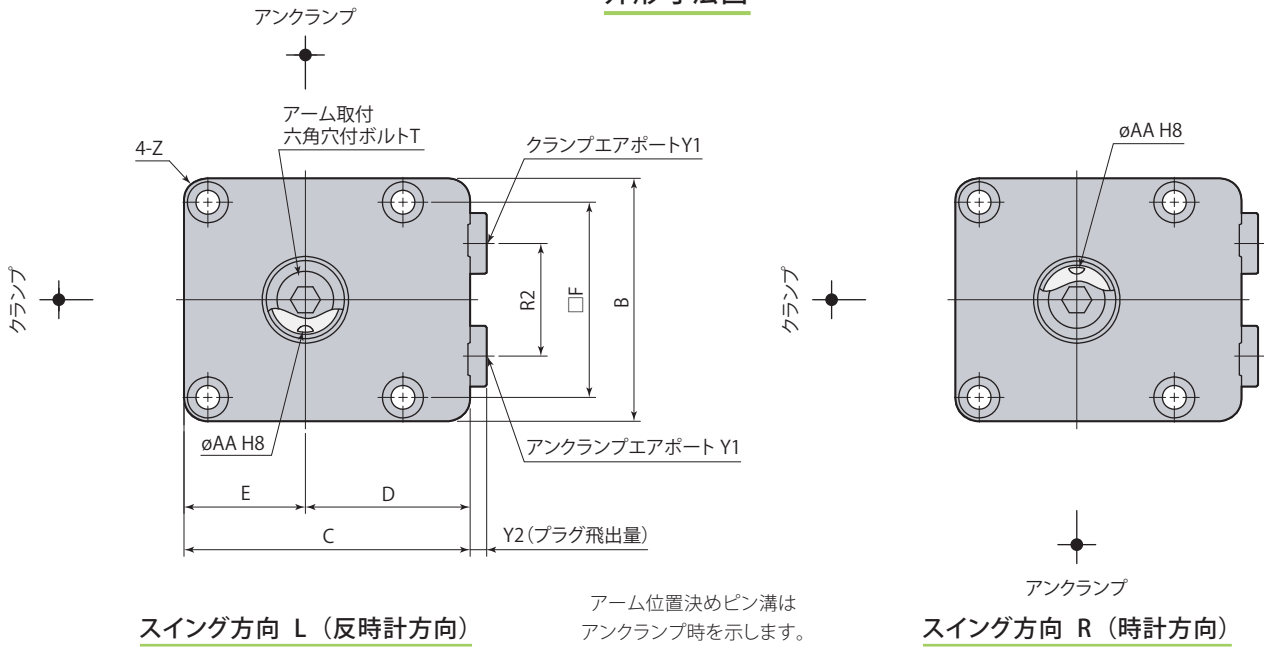 アンクランプ
アーム取付
六角穴付ボルトT
4-Z
クランプエアポートY1
øAA H8
クランプ
R2
□F
B
クランプ
øAA H8
アンクランプエアポート Y1
E
D
C
Y2(プラグ飛出量)
アンクランプ
アーム位置決めピン溝は
アンクランプ時を示します。
スイング方向 L（反時計方向）
スイング方向 R（時計方向）